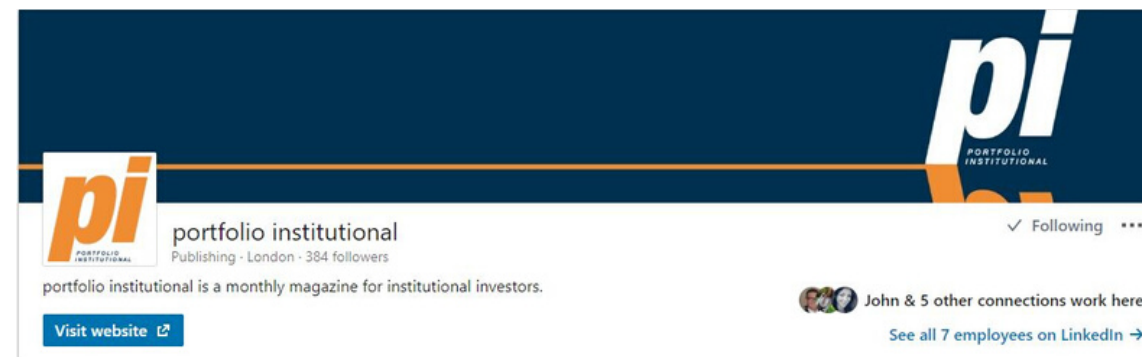 pi
PORTFOLIO
INSTITUTIONAL
pi
PORTFOLIO
INSTITUTIONAL
portfolio institutional
Publishing · London · 384 followers
✓ Following ···
portfolio institutional is a monthly magazine for institutional investors.
John & 5 other connections work here
Visit website
See all 7 employees on LinkedIn →